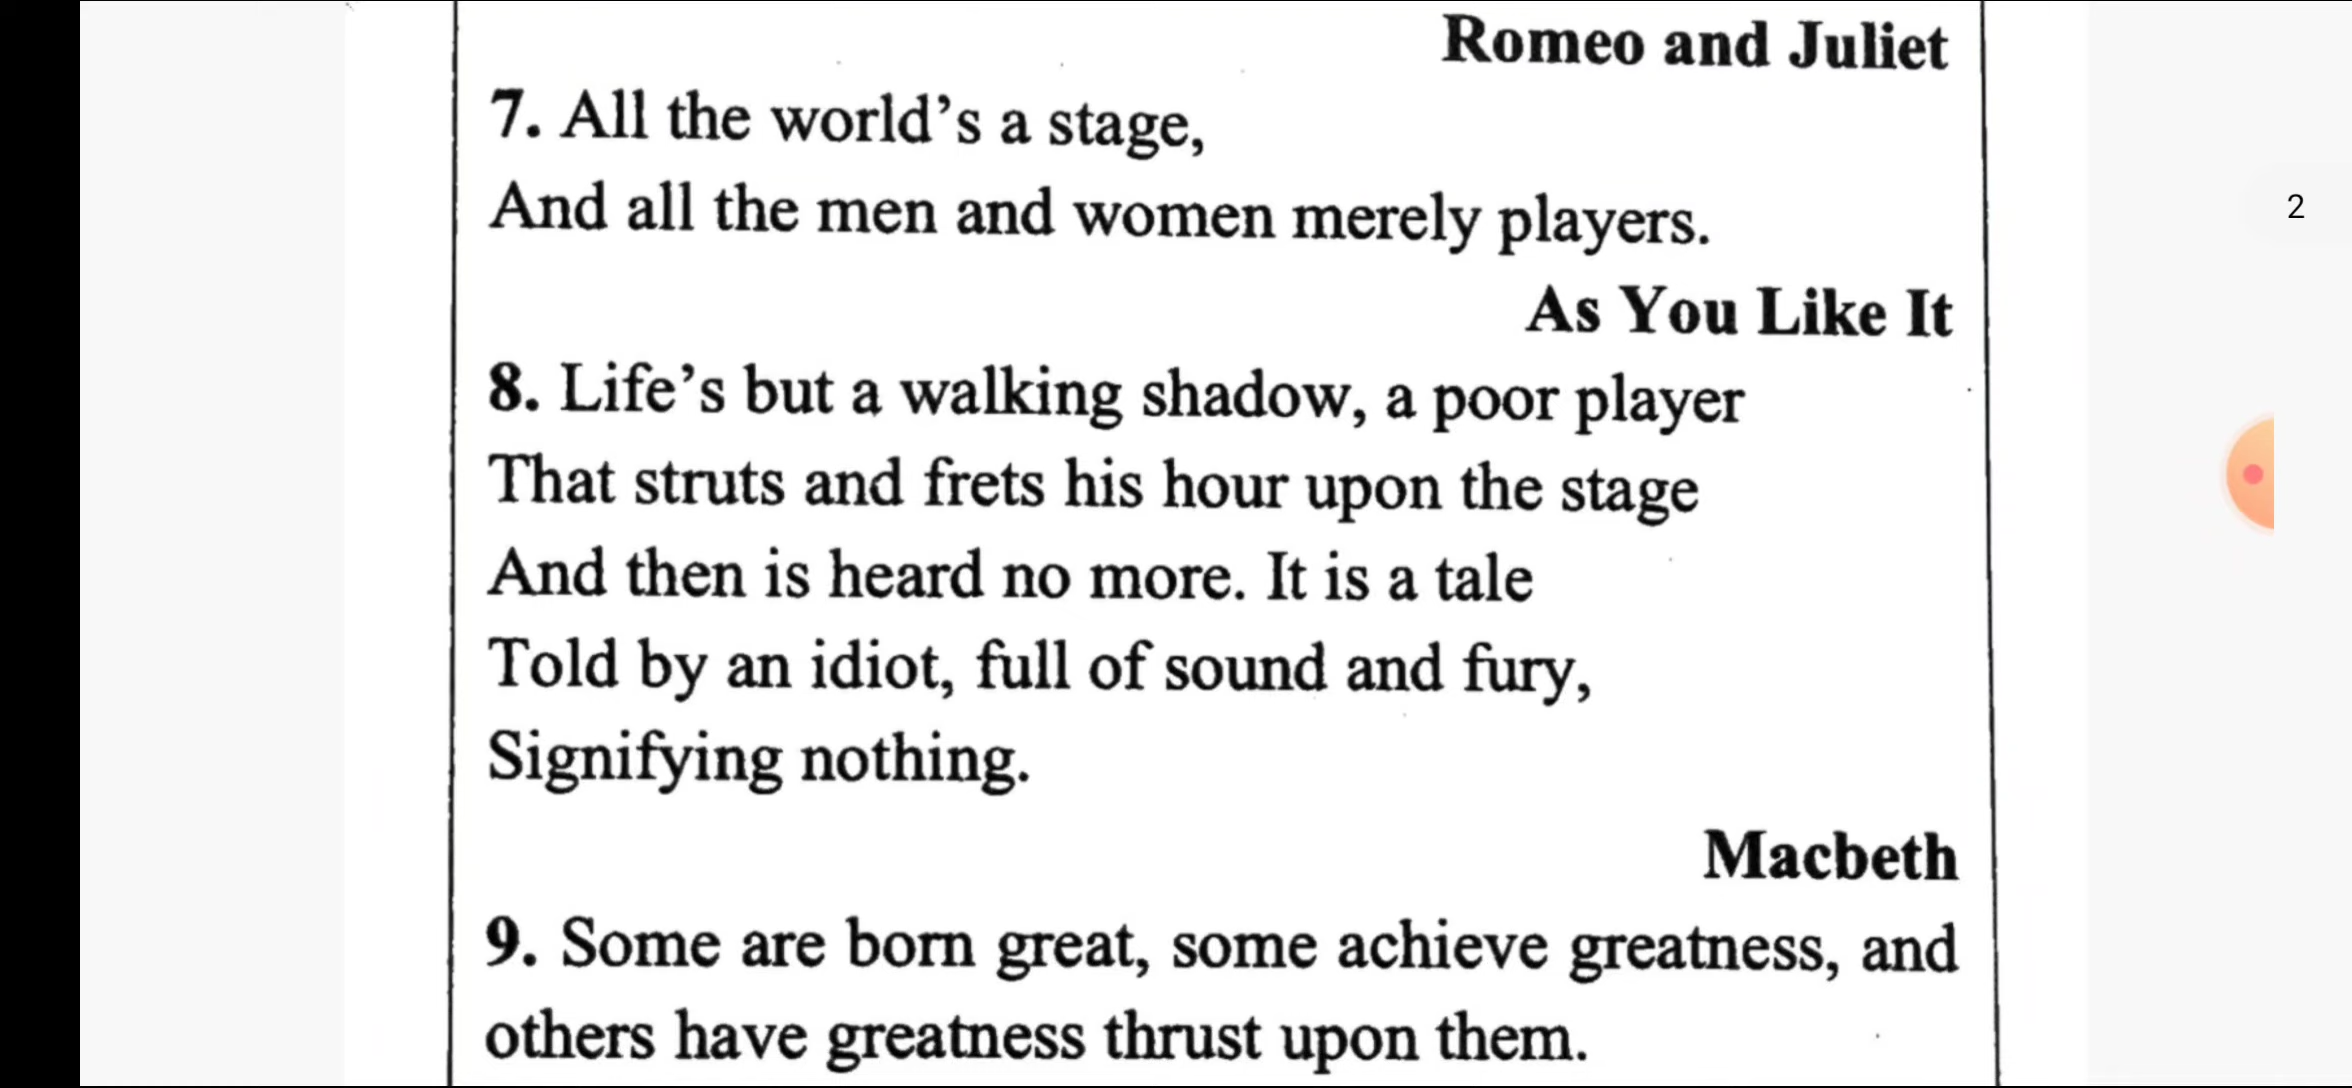 Romeo and Juliet
7. All the world’s a stage,
And all the men and women merely players.
2
As You Like It
8. Life’s but a walking shadow, a poor player
That struts and frets his hour upon the stage
And then is heard no more. It is a tale
Told by an idiot, full of sound and fury,
Signifying nothing.
Macbeth
9. Some are born great, some achieve greatness, and
others have greatness thrust upon them.